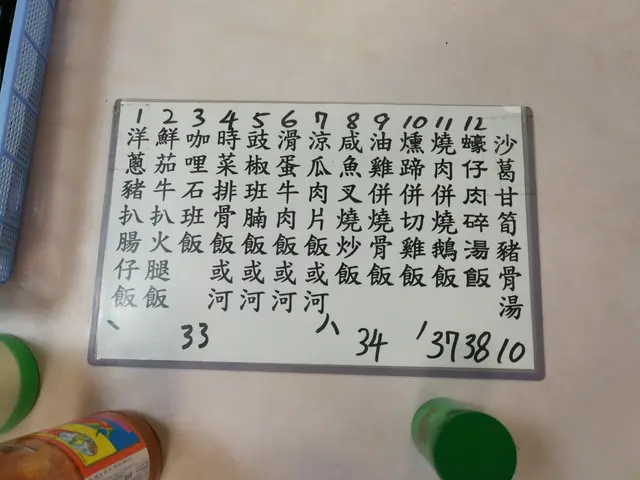 1 洋蔥豬扒腸仔飯
2 鮮茄牛扒火腿飯
3 咖哩石班飯
4 時菜排骨飯或河
5 豉椒班腩飯或河
6 滑蛋牛肉飯或河
7 涼瓜肉片飯或河
8 咸魚叉燒炒飯
9 油雞併燒骨飯
10 燻蹄併切雞飯
11 燒肉併燒鵝飯
12 蠔仔肉碎湯飯
沙葛甘筍豬骨湯
33 34 37 38 10